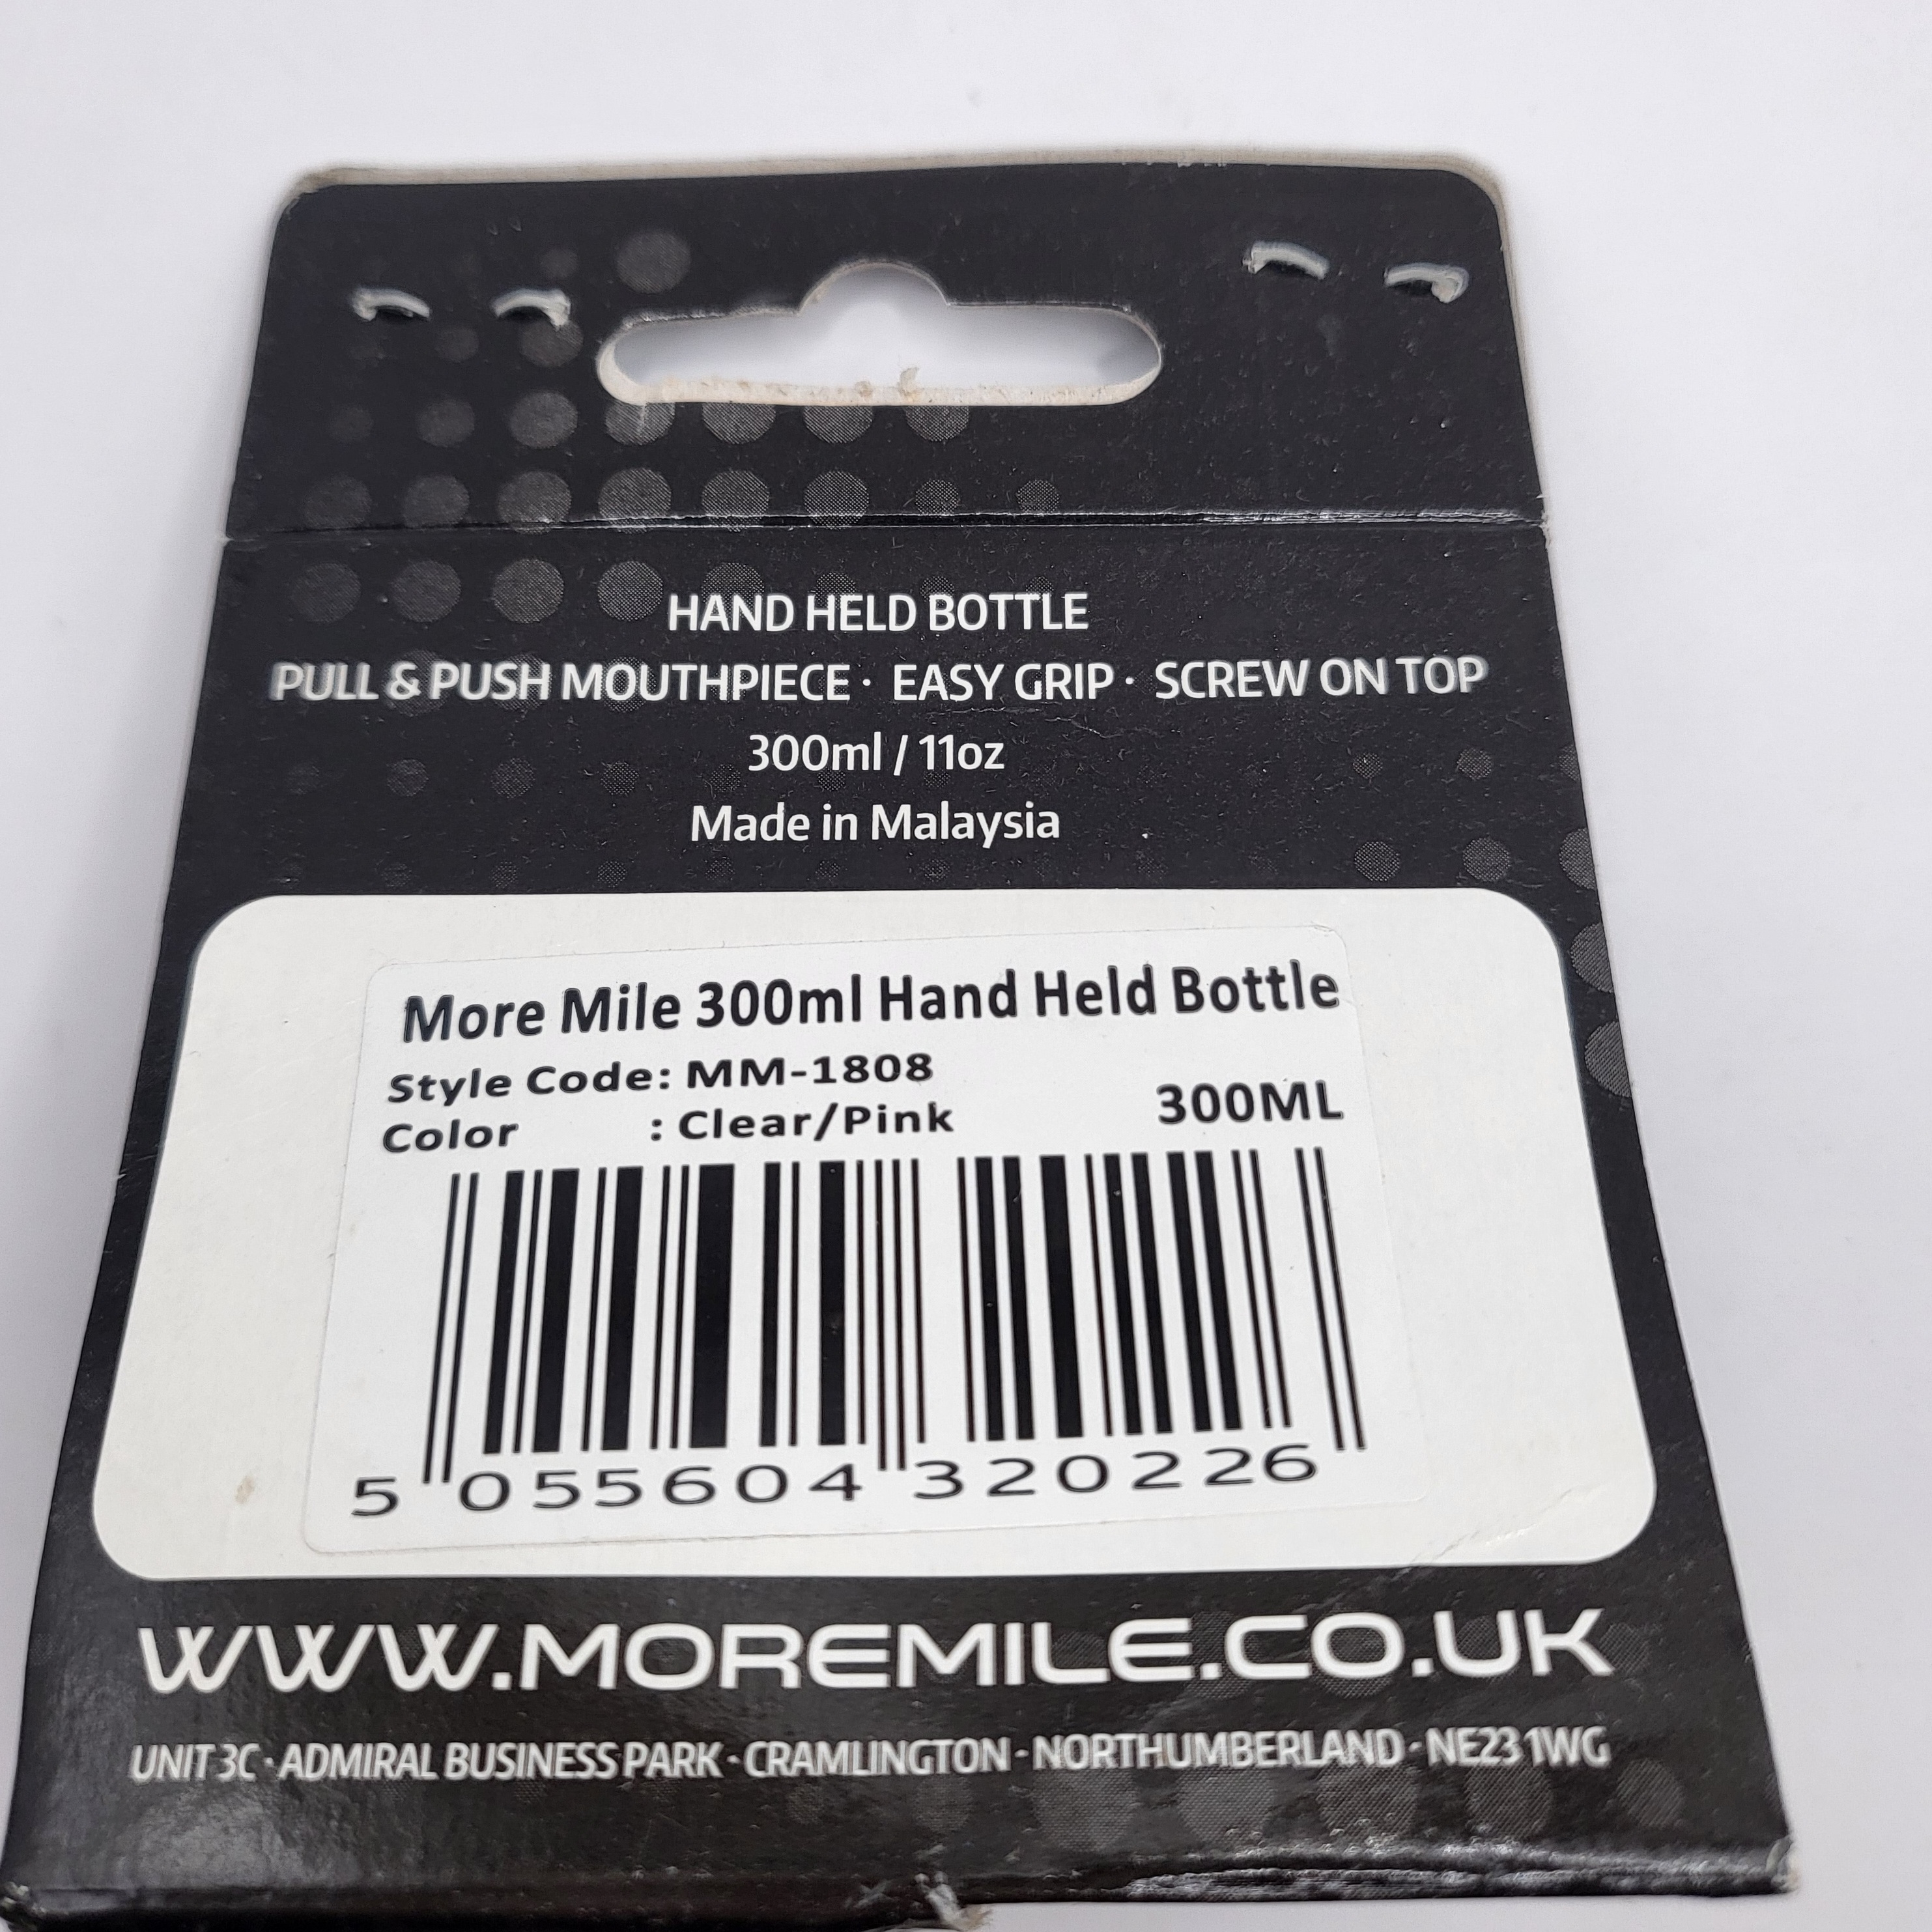 HAND HELD BOTTLE
PULL & PUSH MOUTHPIECE · EASY GRIP · SCREW ON TOP
300ml / 11oz
Made in Malaysia
More Mile 300ml Hand Held Bottle
Style Code: MM-1808
Color : Clear/Pink 300ML
5 055604 320226
WWW.MOREMILE.CO.UK
UNIT 3C · ADMIRAL BUSINESS PARK · CRAMLINGTON · NORTHUMBERLAND · NE23 1WG